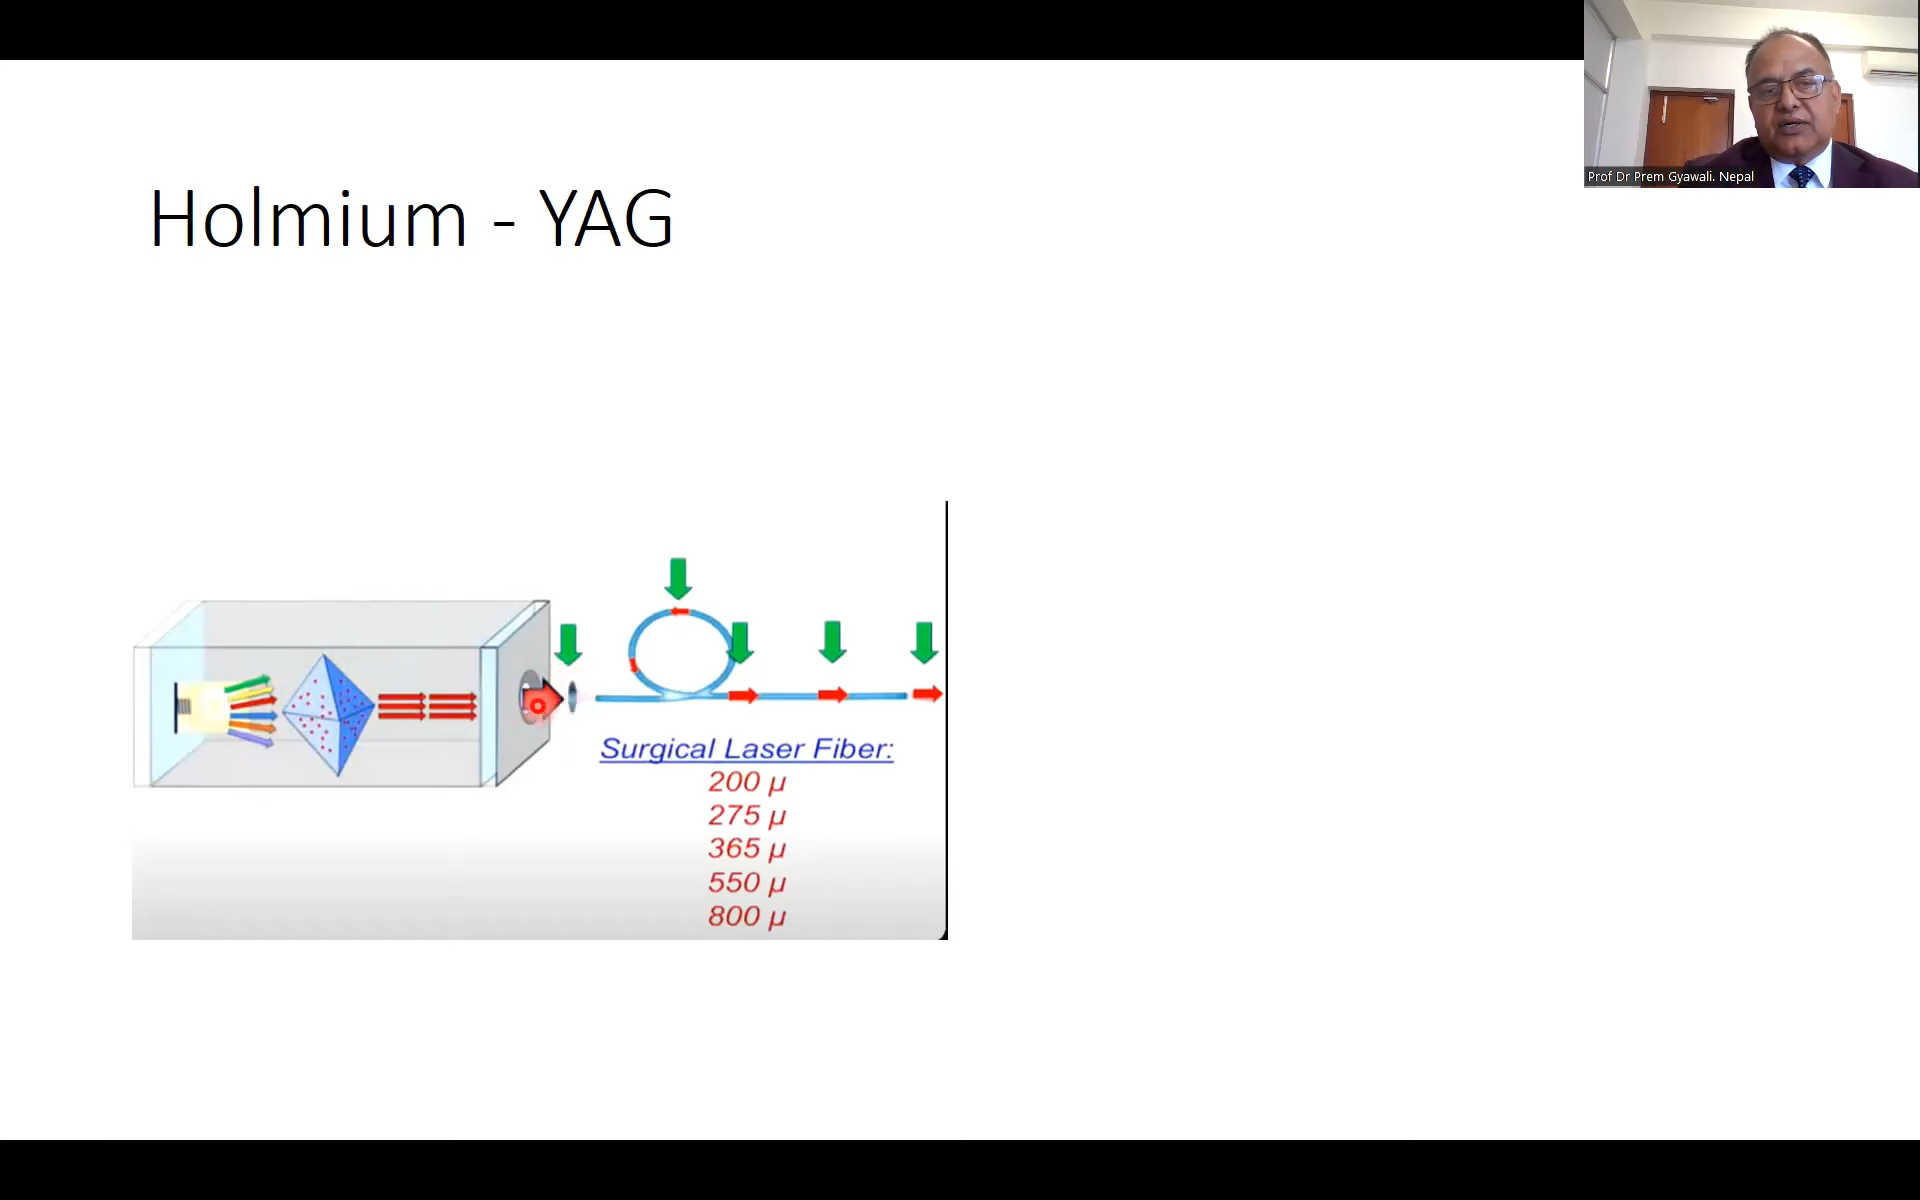 Prof Dr Prem Gyawali. Nepal
Holmium - YAG
Surgical Laser Fiber:
200 µ
275 µ
365 µ
550 µ
800 µ